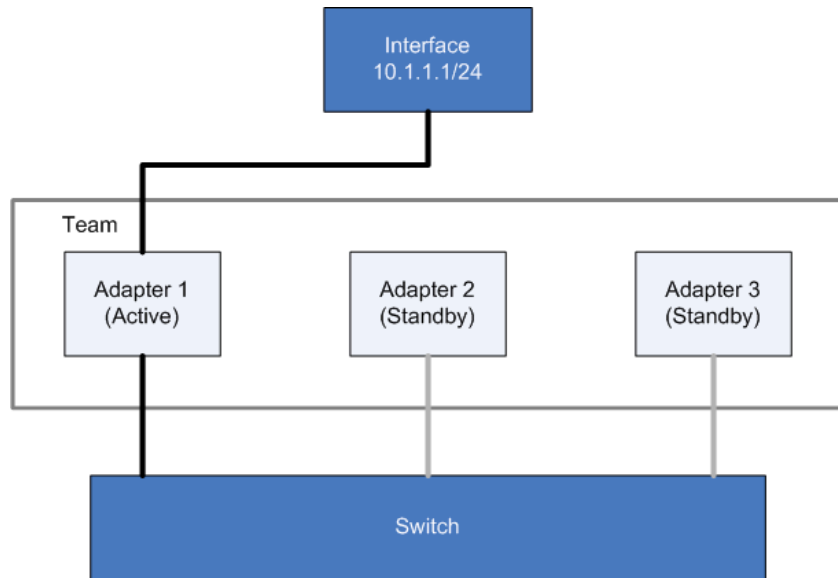 Interface
10.1.1.1/24
Team
Adapter 1
(Active)
Adapter 2
(Standby)
Adapter 3
(Standby)
Switch